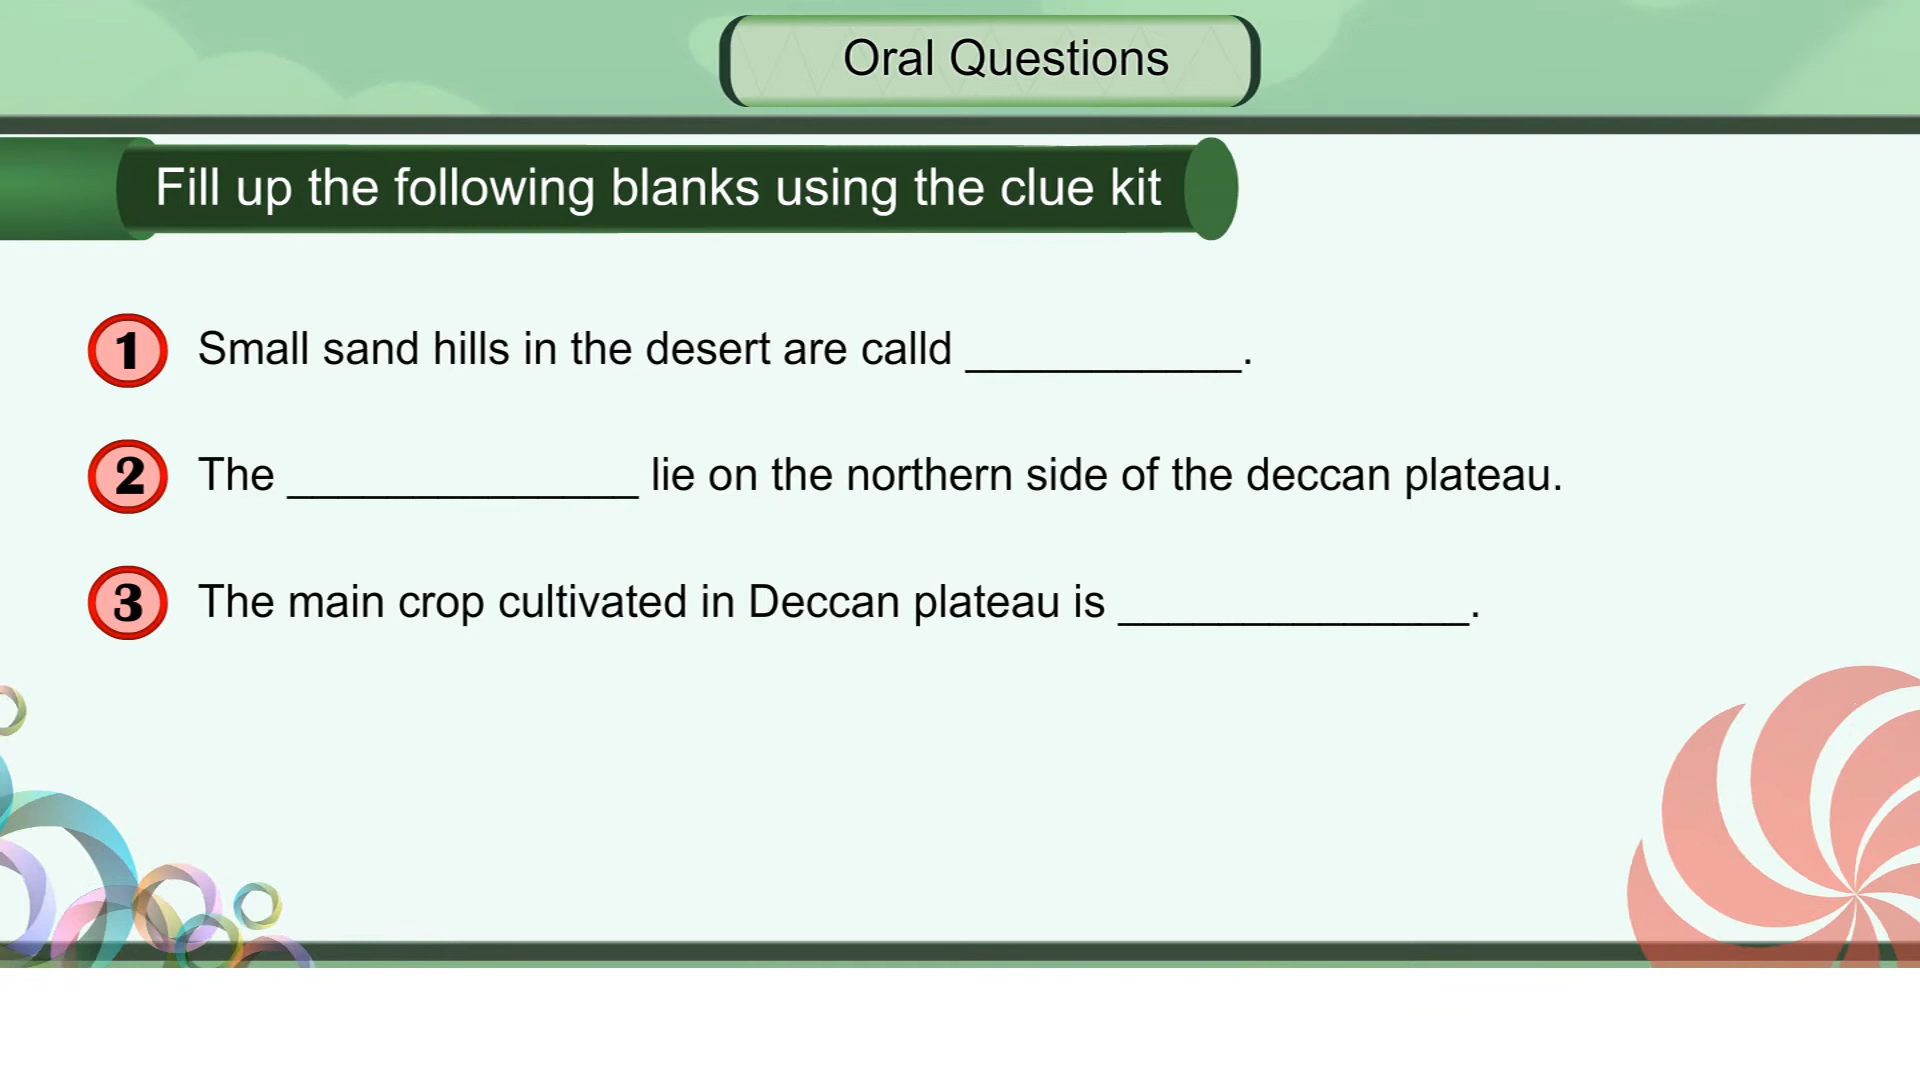 Oral Questions
Fill up the following blanks using the clue kit
1 Small sand hills in the desert are calld ___________.
2 The ______________ lie on the northern side of the deccan plateau.
3 The main crop cultivated in Deccan plateau is ______________.